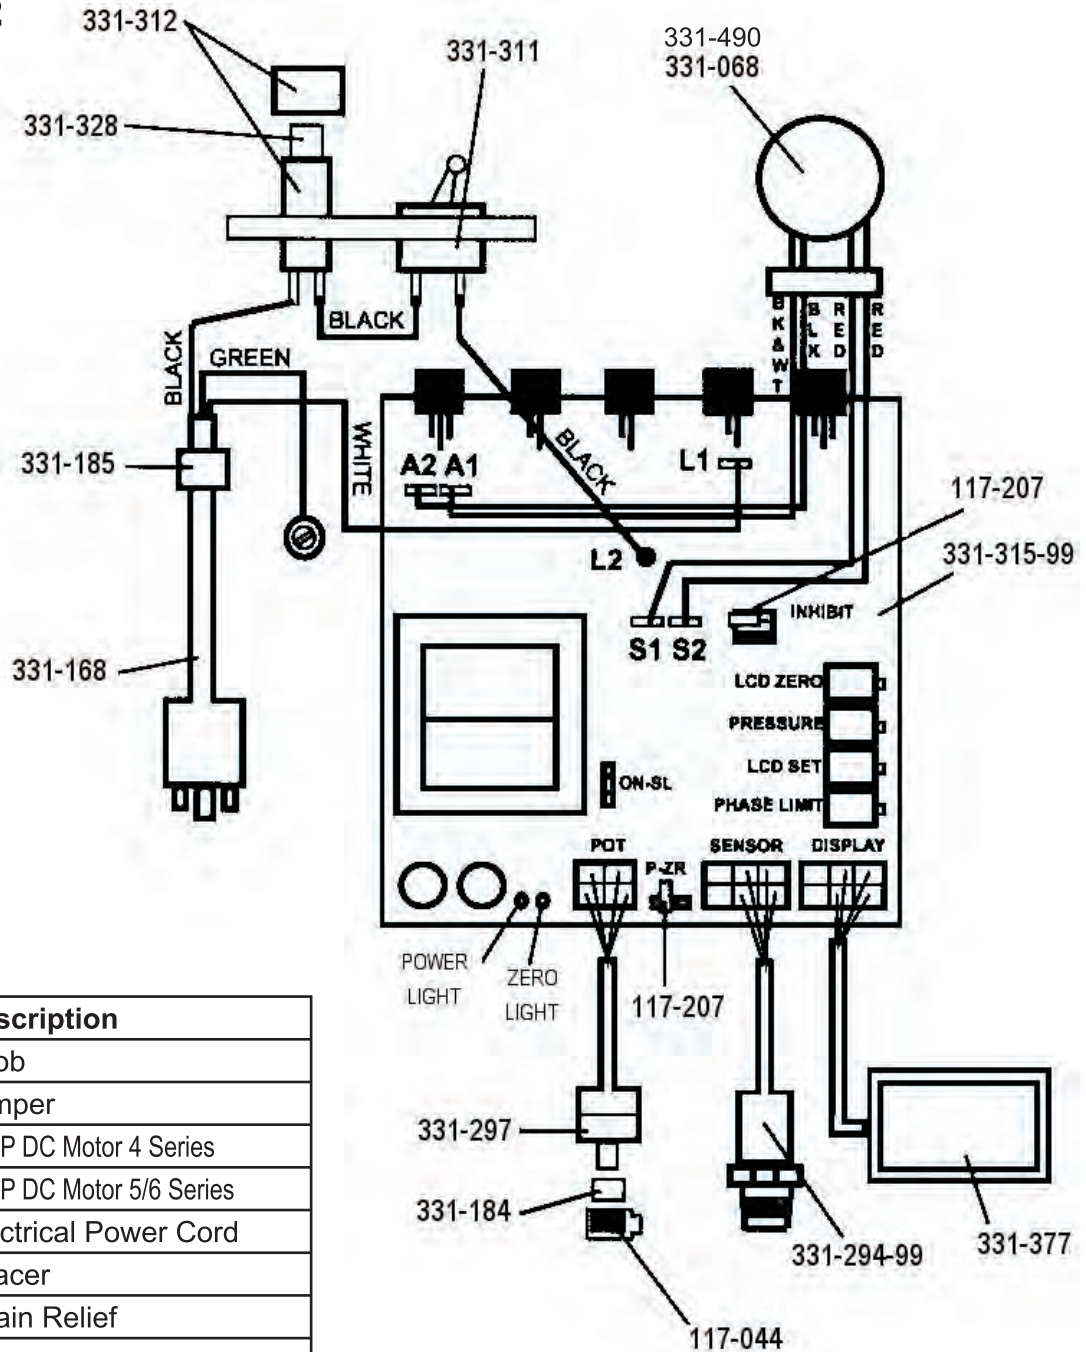 2
331-312
331-311
331-490
331-068
331-328
BLACK
BLACK
GREEN
WHITE
BLACK
BK&WT
BLK
RED
RED
331-185
A2 A1
L1
L2
117-207
331-315-99
INHIBIT
S1 S2
331-168
LCD ZERO
PRESSURE
LCD SET
PHASE LIMIT
ON-SL
POT
P-ZR
SENSOR
DISPLAY
POWER
LIGHT
ZERO
LIGHT
117-207
331-297
331-184
117-044
331-294-99
331-377
scription
ob
mper
P DC Motor 4 Series
P DC Motor 5/6 Series
ctrical Power Cord
acer
ain Relief